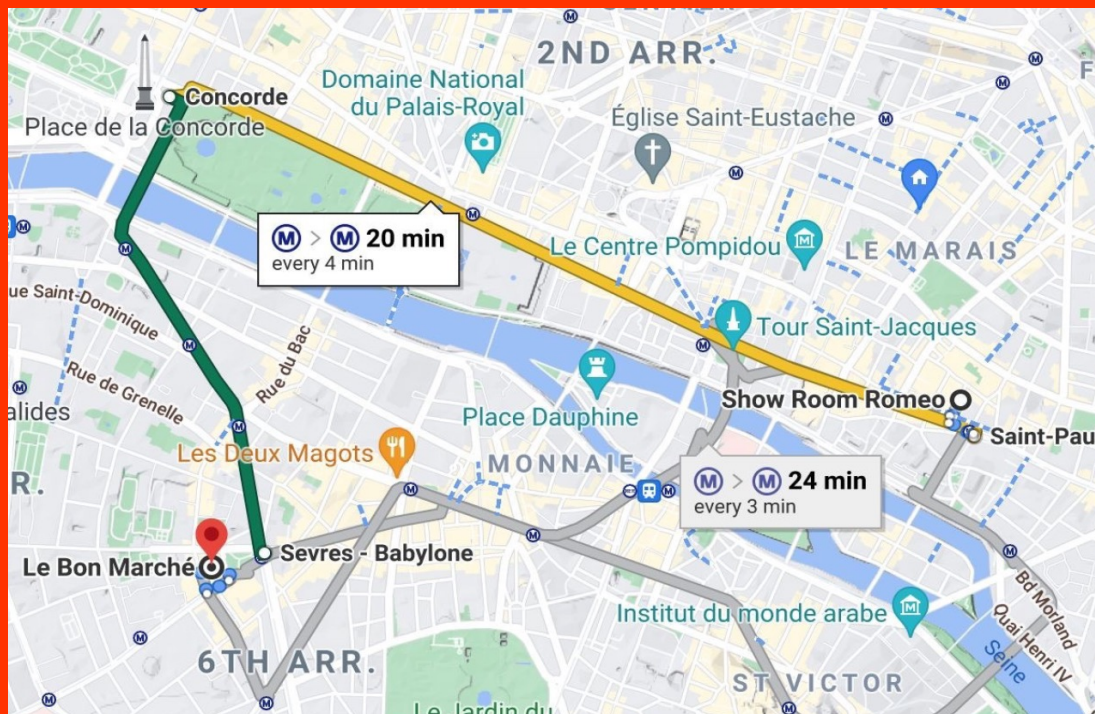 2ND ARR.
Domaine National
du Palais-Royal
Concorde
Place de la Concorde
Église Saint-Eustache
M > M 20 min
every 4 min
Le Centre Pompidou
LE MARAIS
ue Saint-Dominique
Rue du Bac
Rue de Grenelle
alides
Tour Saint-Jacques
Place Dauphine
Show Room Romeo
Saint-Pau
Les Deux Magots
MONNAIE
R.
M > M 24 min
every 3 min
Sevres - Babylone
Le Bon Marché
Institut du monde arabe
Bd Morland
Quai Henri IV
Seine
6TH ARR.
ST VICTOR
Le Jardin du